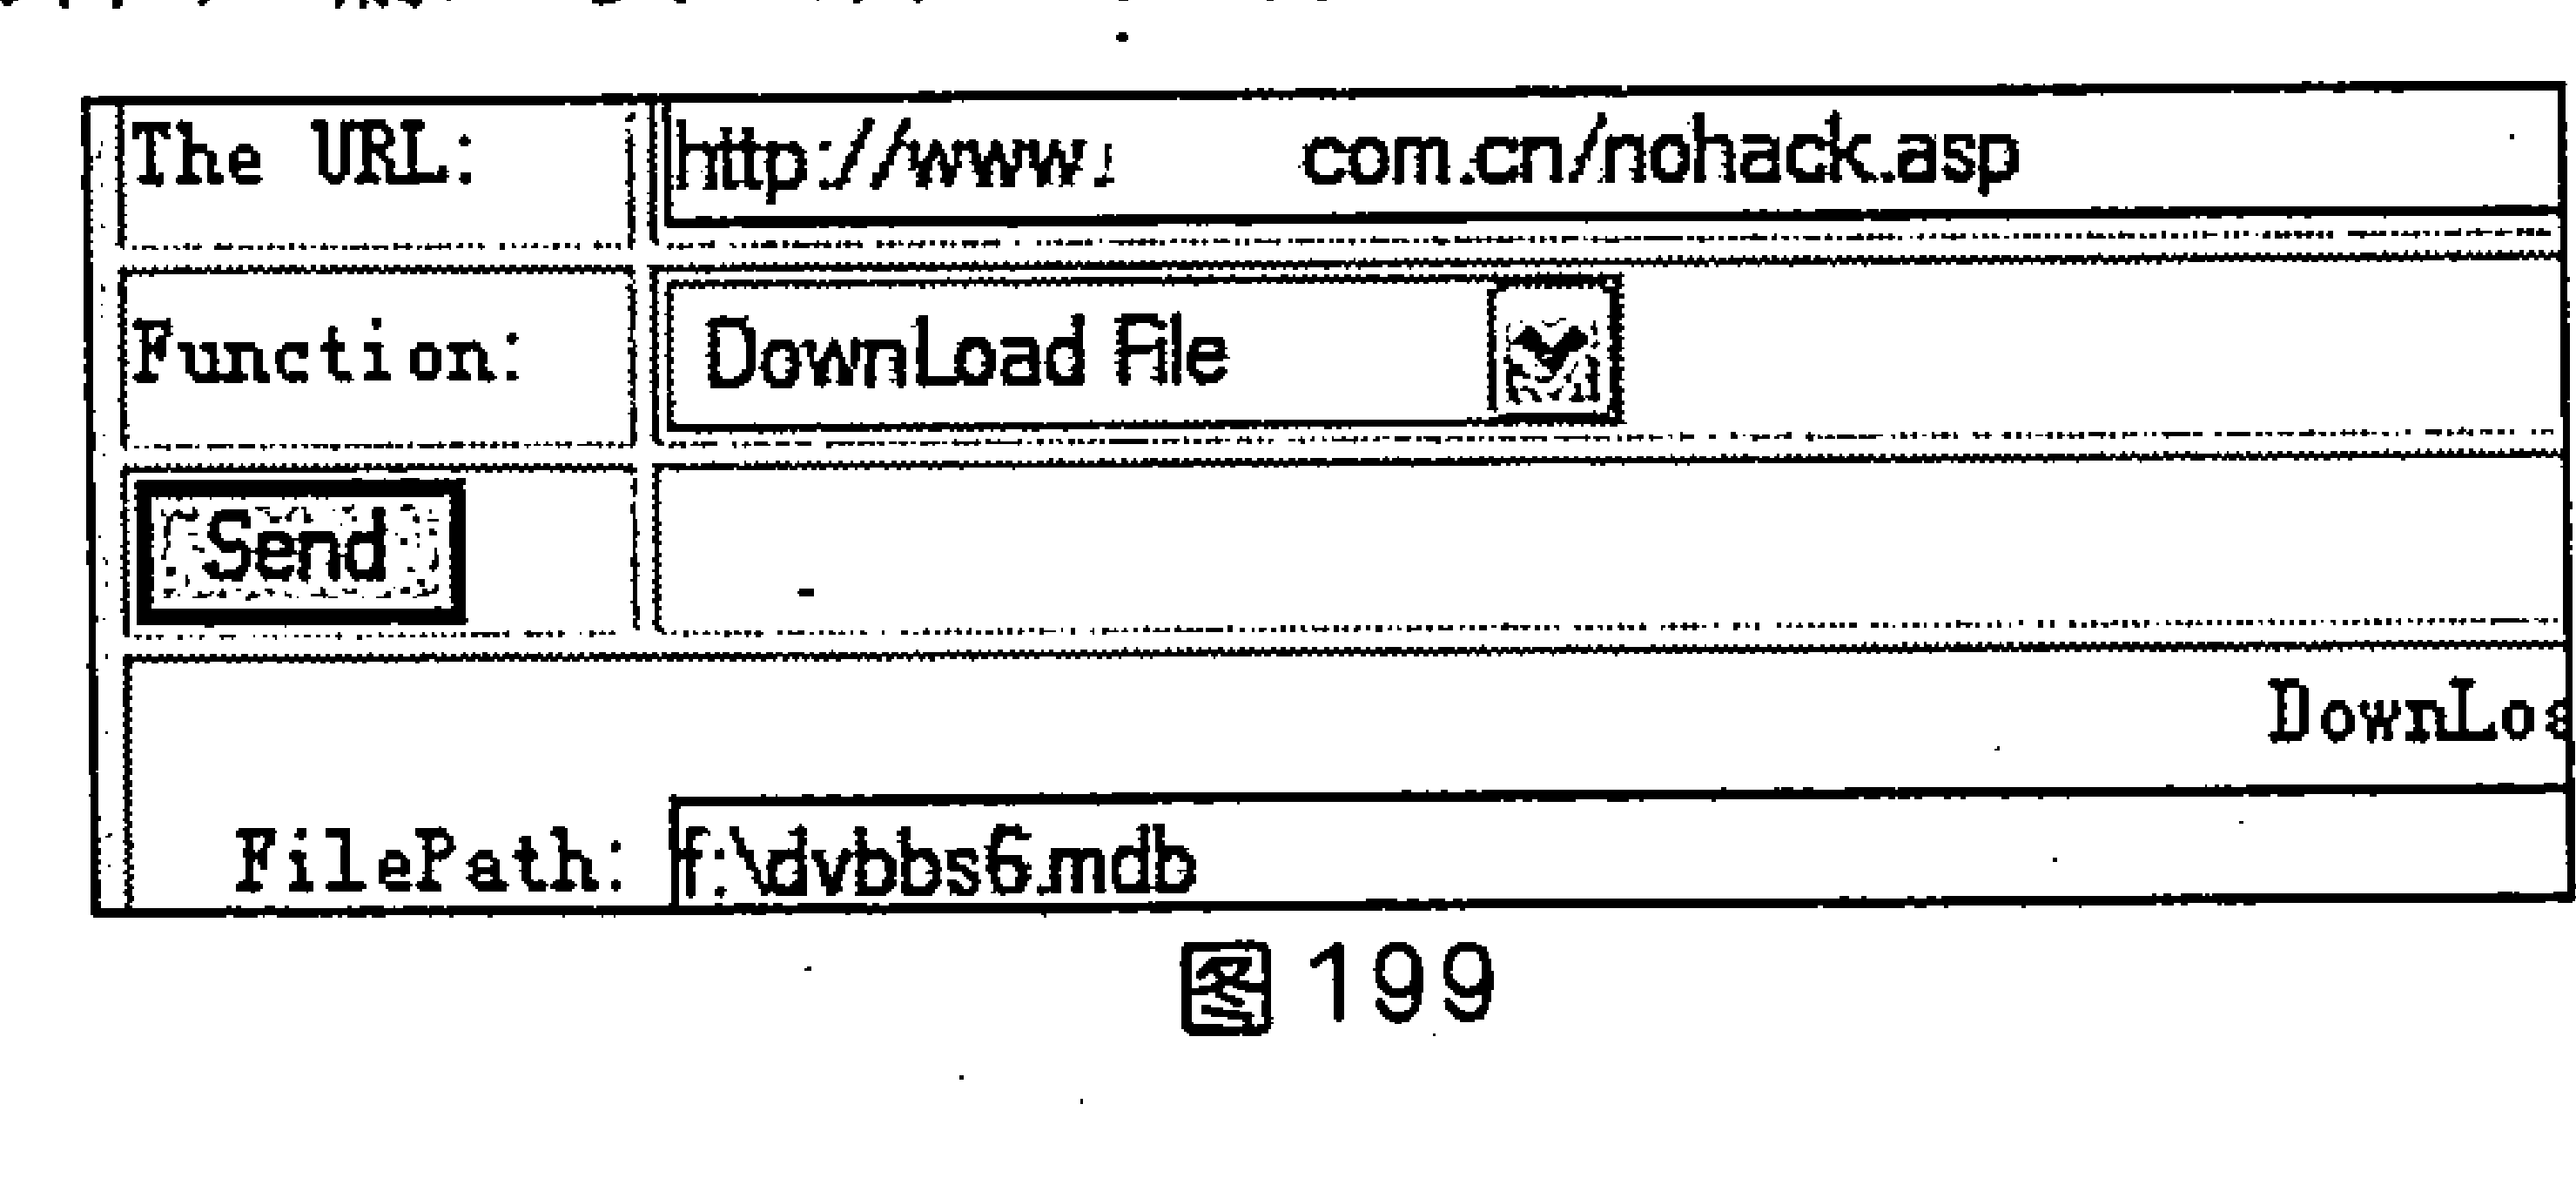 The URL: http://www. com.cn/nohack.asp
Function: DownLoad File
Send
DownLoa
FilePath: f:\dvbbs6.mdb
图199